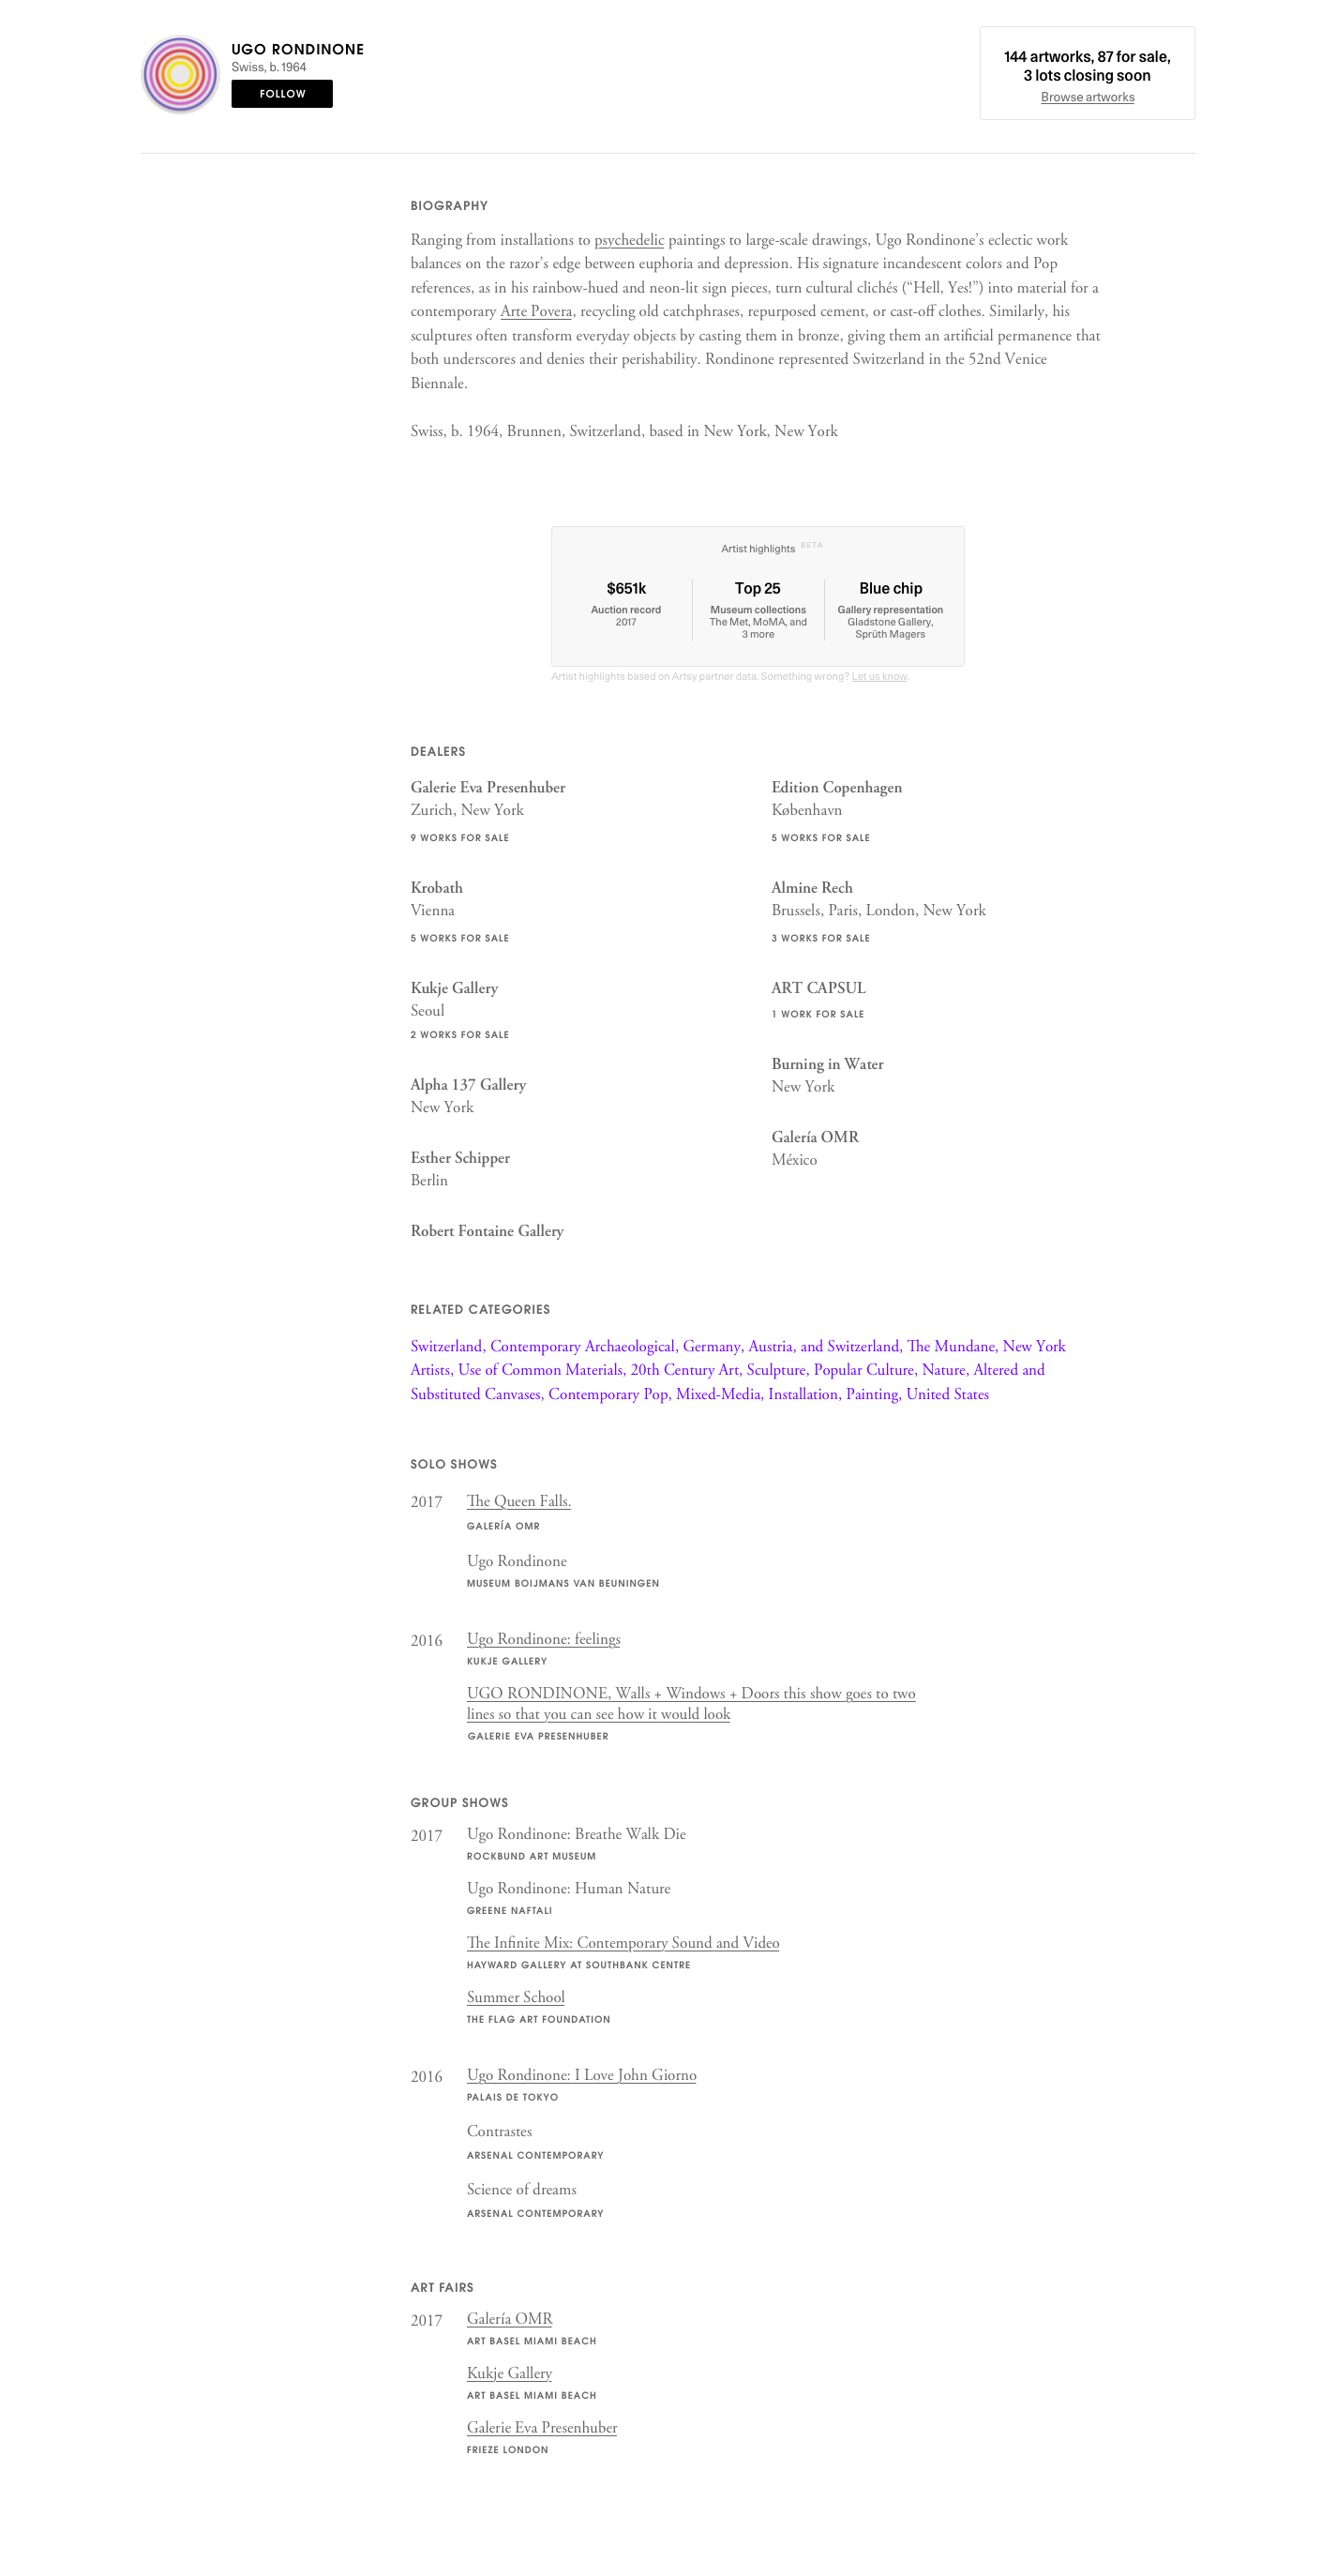 UGO RONDINONE
Swiss, b. 1964
FOLLOW
144 artworks, 87 for sale,
3 lots closing soon
Browse artworks
BIOGRAPHY
Ranging from installations to psychedelic paintings to large-scale drawings, Ugo Rondinone’s eclectic work
balances on the razor’s edge between euphoria and depression. His signature incandescent colors and Pop
references, as in his rainbow-hued and neon-lit sign pieces, turn cultural clichés (“Hell, Yes!”) into material for a
contemporary Arte Povera, recycling old catchphrases, repurposed cement, or cast-off clothes. Similarly, his
sculptures often transform everyday objects by casting them in bronze, giving them an artificial permanence that
both underscores and denies their perishability. Rondinone represented Switzerland in the 52nd Venice
Biennale.
Swiss, b. 1964, Brunnen, Switzerland, based in New York, New York
Artist highlights BETA
$651k
Auction record
2017
Top 25
Museum collections
The Met, MoMA, and
3 more
Blue chip
Gallery representation
Gladstone Gallery,
Sprüth Magers
Artist highlights based on Artsy partner data. Something wrong? Let us know.
DEALERS
Galerie Eva Presenhuber
Zurich, New York
9 WORKS FOR SALE
Krobath
Vienna
5 WORKS FOR SALE
Kukje Gallery
Seoul
2 WORKS FOR SALE
Alpha 137 Gallery
New York
Esther Schipper
Berlin
Robert Fontaine Gallery
Edition Copenhagen
København
5 WORKS FOR SALE
Almine Rech
Brussels, Paris, London, New York
3 WORKS FOR SALE
ART CAPSUL
1 WORK FOR SALE
Burning in Water
New York
Galería OMR
México
RELATED CATEGORIES
Switzerland, Contemporary Archaeological, Germany, Austria, and Switzerland, The Mundane, New York
Artists, Use of Common Materials, 20th Century Art, Sculpture, Popular Culture, Nature, Altered and
Substituted Canvases, Contemporary Pop, Mixed-Media, Installation, Painting, United States
SOLO SHOWS
2017
The Queen Falls.
GALERÍA OMR
Ugo Rondinone
MUSEUM BOIJMANS VAN BEUNINGEN
2016
Ugo Rondinone: feelings
KUKJE GALLERY
UGO RONDINONE, Walls + Windows + Doors this show goes to two
lines so that you can see how it would look
GALERIE EVA PRESENHUBER
GROUP SHOWS
2017
Ugo Rondinone: Breathe Walk Die
ROCKBUND ART MUSEUM
Ugo Rondinone: Human Nature
GREENE NAFTALI
The Infinite Mix: Contemporary Sound and Video
HAYWARD GALLERY AT SOUTHBANK CENTRE
Summer School
THE FLAG ART FOUNDATION
2016
Ugo Rondinone: I Love John Giorno
PALAIS DE TOKYO
Contrastes
ARSENAL CONTEMPORARY
Science of dreams
ARSENAL CONTEMPORARY
ART FAIRS
2017
Galería OMR
ART BASEL MIAMI BEACH
Kukje Gallery
ART BASEL MIAMI BEACH
Galerie Eva Presenhuber
FRIEZE LONDON